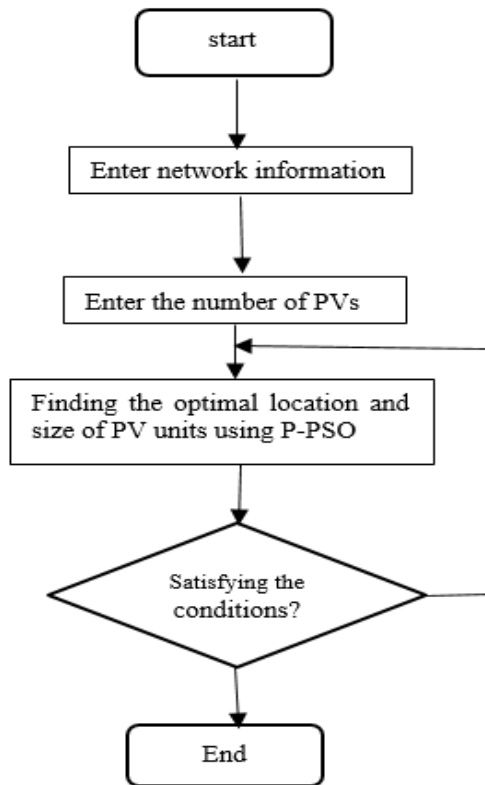 start
Enter network information
Enter the number of PVs
Finding the optimal location and
size of PV units using P-PSO
Satisfying the
conditions?
End